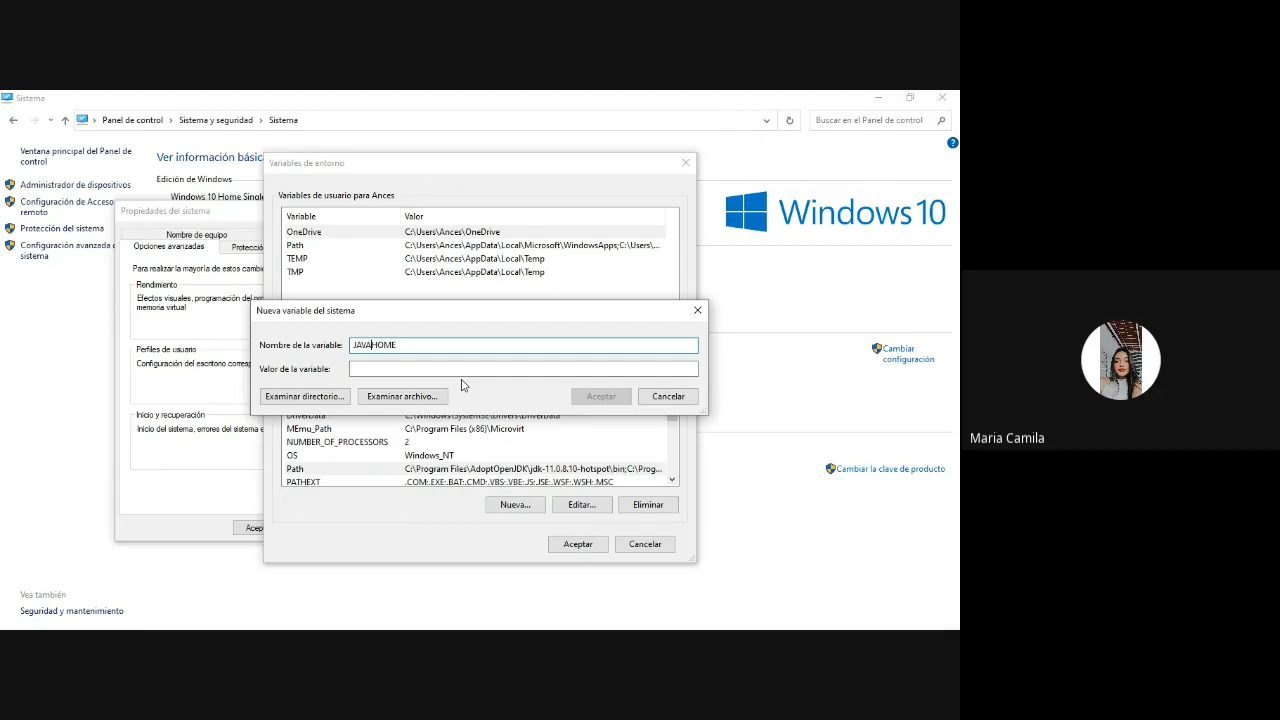 Sistema
Panel de control > Sistema y seguridad > Sistema
Buscar en el Panel de control
Ventana principal del Panel de
control
Administrador de dispositivos
Configuración de Acceso
remoto
Protección del sistema
Configuración avanzada
sistema
Ver información básic
Edición de Windows
Windows 10 Home Single
Windows 10
Cambiar
configuración
Cambiar la clave de producto
Vea también
Seguridad y mantenimiento
Propiedades del sistema
Nombre de equipo
Opciones avanzadas
Protecció
Para realizar la mayoría de estas cambi
Rendimiento
Efectos visuales, programación del pr
memoria virtual
Perfiles de usuario
Configuración del escritorio corresp
Inicio y recuperación
Inicio del sistema, errores del sistema e
Acep
Variables de entorno
Variables de usuario para Ances
Variable Valor
OneDrive C:\Users\Ances\OneDrive
Path C:\Users\Ances\AppData\Local\Microsoft\WindowsApps;C:\Users\...
TEMP C:\Users\Ances\AppData\Local\Temp
TMP C:\Users\Ances\AppData\Local\Temp
Nueva variable del sistema
Nombre de la variable: JAVAHOME
Valor de la variable:
Examinar directorio... Examinar archivo... Aceptar Cancelar
DriverData C:\Windows\System32\Drivers\DriverData
MEmu_Path C:\Program Files (x86)\Microvirt
NUMBER_OF_PROCESSORS 2
OS Windows_NT
Path C:\Program Files\AdoptOpenJDK\jdk-11.0.8.10-hotspot\bin;C:\Prog...
PATHEXT .COM;.EXE;.BAT;.CMD;.VBS;.VBE;.JS;.JSE;.WSF;.WSH;.MSC
Nueva... Editar... Eliminar
Aceptar Cancelar
Maria Camila